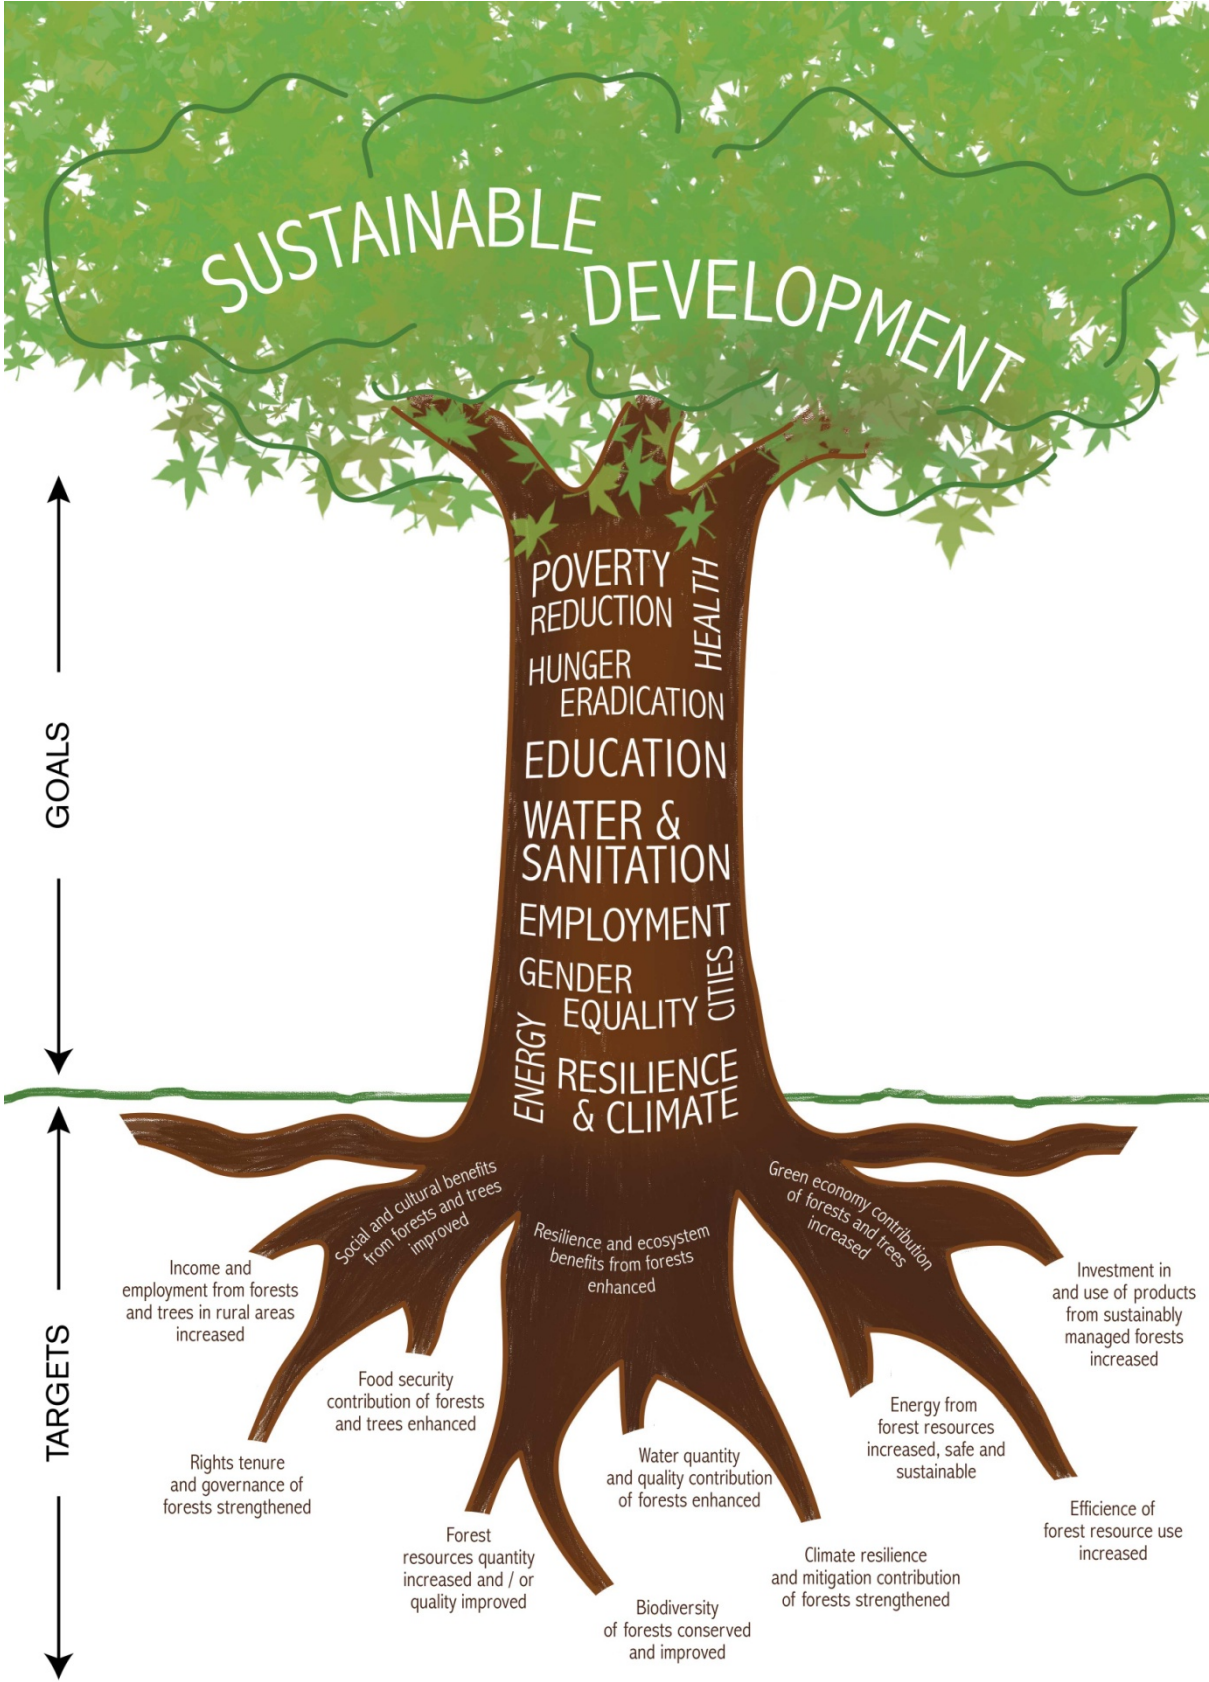 SUSTAINABLE
DEVELOPMENT
GOALS
POVERTY
REDUCTION
HEALTH
HUNGER
ERADICATION
EDUCATION
WATER &
SANITATION
EMPLOYMENT
GENDER
EQUALITY
CITIES
ENERGY
RESILIENCE
& CLIMATE
TARGETS
Social and cultural benefits
from forests and trees
improved
Resilience and ecosystem
benefits from forests
enhanced
Green economy contribution
of forests and trees
increased
Income and
employment from forests
and trees in rural areas
increased
Rights tenure
and governance of
forests strengthened
Food security
contribution of forests
and trees enhanced
Forest
resources quantity
increased and / or
quality improved
Biodiversity
of forests conserved
and improved
Water quantity
and quality contribution
of forests enhanced
Climate resilience
and mitigation contribution
of forests strengthened
Energy from
forest resources
increased, safe and
sustainable
Efficience of
forest resource use
increased
Investment in
and use of products
from sustainably
managed forests
increased